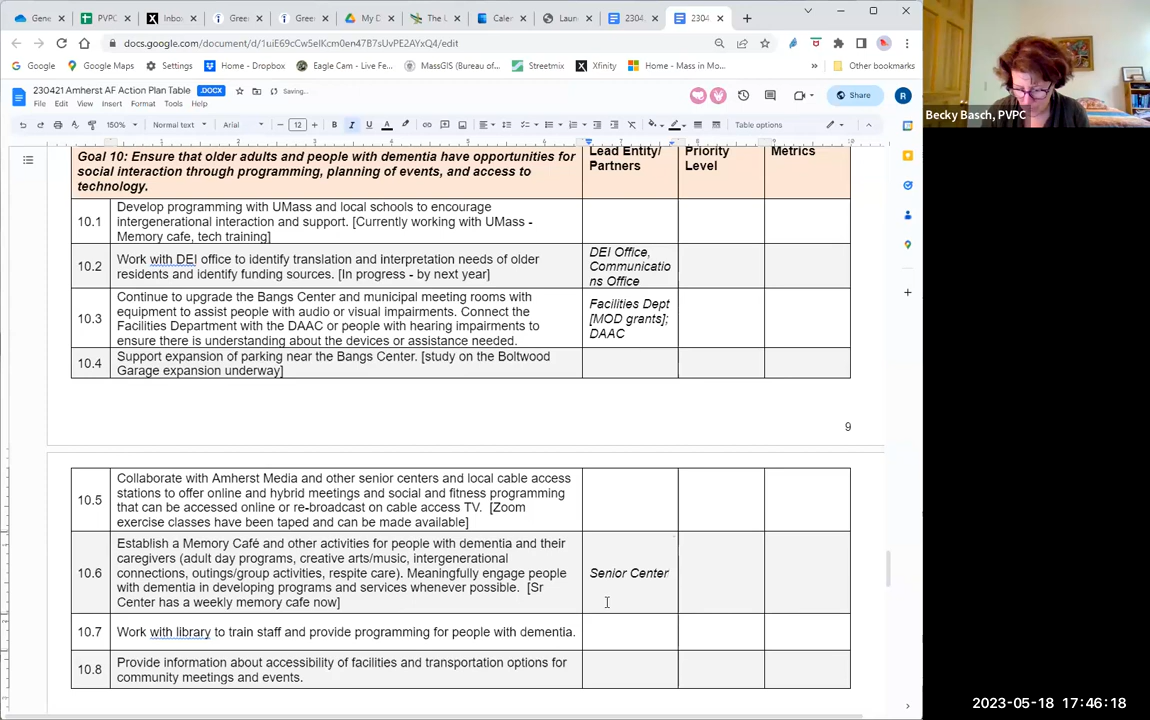 Gene
PVPC
Inbo
Gree
Gree
My D
The U
Cale
Laur
2304
2304
docs.google.com/document/d/1uiE69cCw5eIKcm0en47B7sUvPE2AYxQ4/edit
Google
Google Maps
Settings
Home - Dropbox
Eagle Cam - Live Fe...
MassGIS (Bureau of...
Streetmix
Xfinity
Home - Mass in Mo...
»
Other bookmarks
230421 Amherst AF Action Plan Table
.DOCX
Saving...
File Edit View Insert Format Tools Help
Share
R
150%
Normal text
Arial
12
Table options
Becky Basch, PVPC
Goal 10: Ensure that older adults and people with dementia have opportunities for
social interaction through programming, planning of events, and access to
technology.
Lead Entity/
Partners
Priority
Level
Metrics
10.1
Develop programming with UMass and local schools to encourage
intergenerational interaction and support. [Currently working with UMass -
Memory cafe, tech training]
10.2
Work with DEI office to identify translation and interpretation needs of older
residents and identify funding sources. [In progress - by next year]
DEI Office,
Communicatio
ns Office
10.3
Continue to upgrade the Bangs Center and municipal meeting rooms with
equipment to assist people with audio or visual impairments. Connect the
Facilities Department with the DAAC or people with hearing impairments to
ensure there is understanding about the devices or assistance needed.
Facilities Dept
[MOD grants];
DAAC
10.4
Support expansion of parking near the Bangs Center. [study on the Boltwood
Garage expansion underway]
9
10.5
Collaborate with Amherst Media and other senior centers and local cable access
stations to offer online and hybrid meetings and social and fitness programming
that can be accessed online or re-broadcast on cable access TV. [Zoom
exercise classes have been taped and can be made available]
10.6
Establish a Memory Café and other activities for people with dementia and their
caregivers (adult day programs, creative arts/music, intergenerational
connections, outings/group activities, respite care). Meaningfully engage people
with dementia in developing programs and services whenever possible. [Sr
Center has a weekly memory cafe now]
Senior Center
10.7
Work with library to train staff and provide programming for people with dementia.
10.8
Provide information about accessibility of facilities and transportation options for
community meetings and events.
2023-05-18 17:46:18